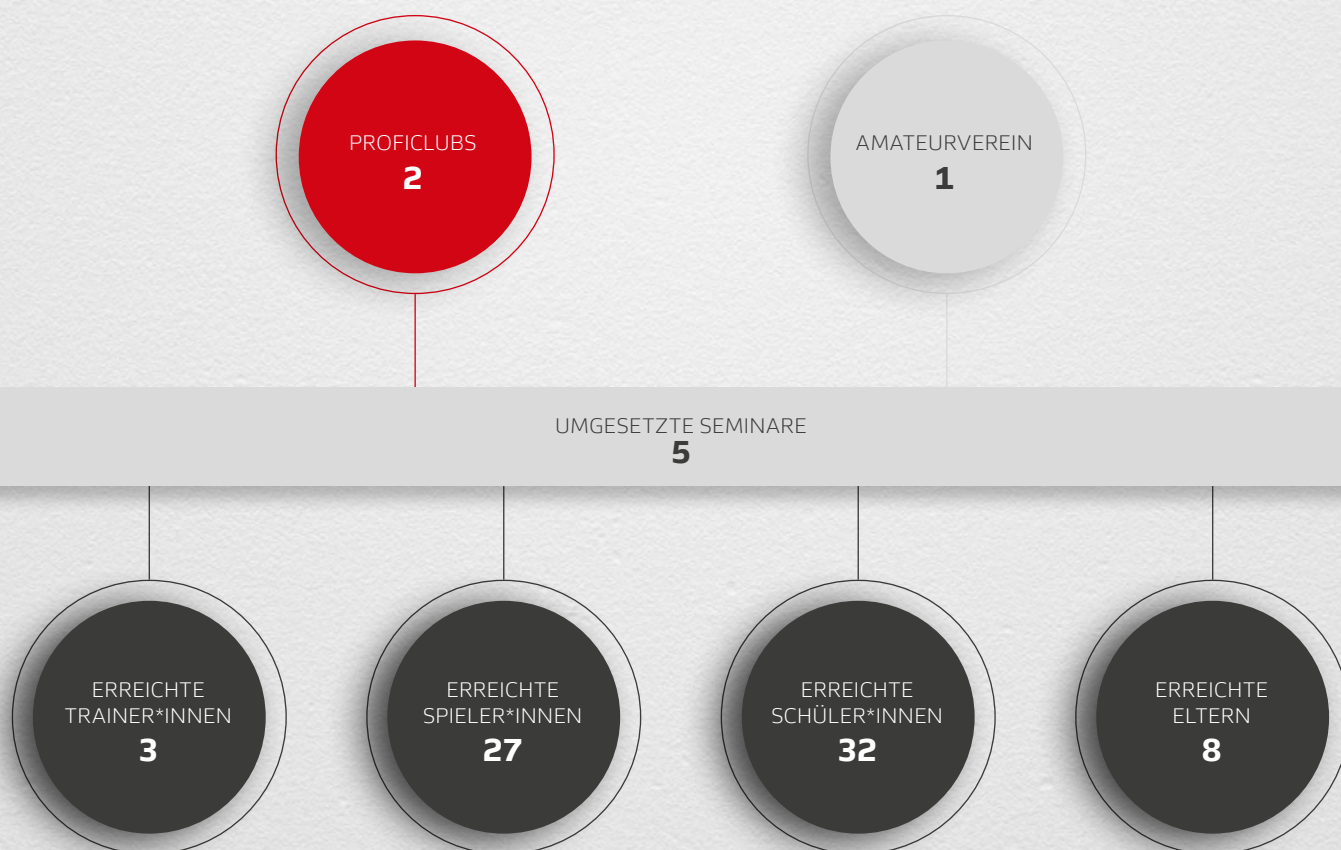 PROFICLUBS
2
AMATEURVEREIN
1
UMGESETZTE SEMINARE
5
ERREICHTE
TRAINER*INNEN
3
ERREICHTE
SPIELER*INNEN
27
ERREICHTE
SCHÜLER*INNEN
32
ERREICHTE
ELTERN
8